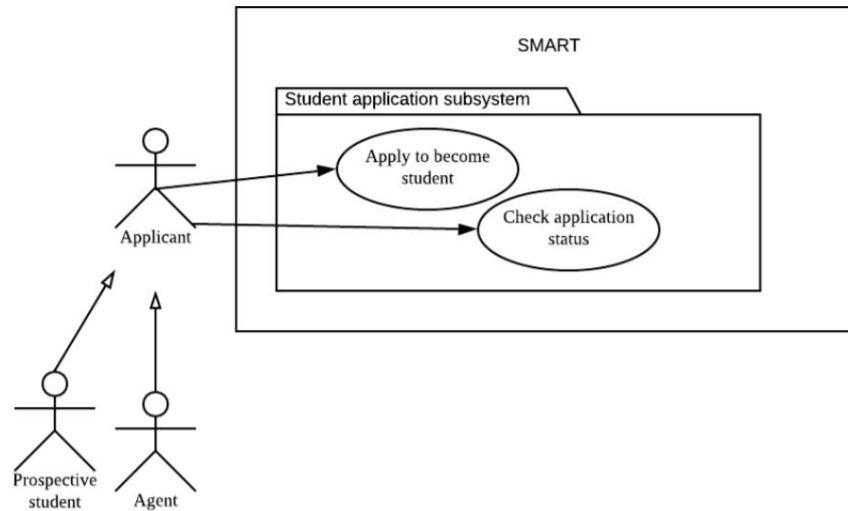 SMART
Student application subsystem
Apply to become
student
Check application
status
Applicant
Prospective
student
Agent